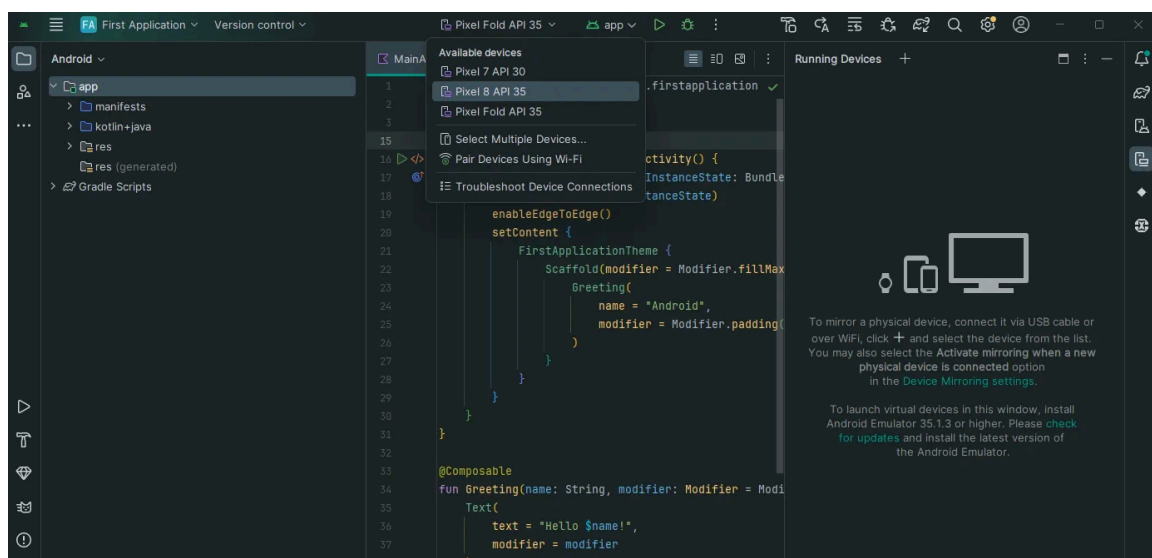 FA First Application Version control
Pixel Fold API 35 app
Android
app
manifests
kotlin+java
res
res (generated)
Gradle Scripts
MainA
Available devices
Pixel 7 API 30
Pixel 8 API 35
Pixel Fold API 35
Select Multiple Devices...
Pair Devices Using Wi-Fi
Troubleshoot Device Connections
1 .firstapplication
2
3
15
16 ctivity() {
17 InstanceState: Bundle
18 tanceState)
19 enableEdgeToEdge()
20 setContent {
21 FirstApplicationTheme {
22 Scaffold(modifier = Modifier.fillMax
23 Greeting(
24 name = "Android",
25 modifier = Modifier.padding(
26 )
27 }
28 }
29 }
30 }
31 }
32
33 @Composable
34 fun Greeting(name: String, modifier: Modifier = Modi
35 Text(
36 text = "Hello $name!",
37 modifier = modifier
Running Devices
To mirror a physical device, connect it via USB cable or
over WiFi, click + and select the device from the list.
You may also select the Activate mirroring when a new
physical device is connected option
in the Device Mirroring settings.
To launch virtual devices in this window, install
Android Emulator 35.1.3 or higher. Please check
for updates and install the latest version of
the Android Emulator.